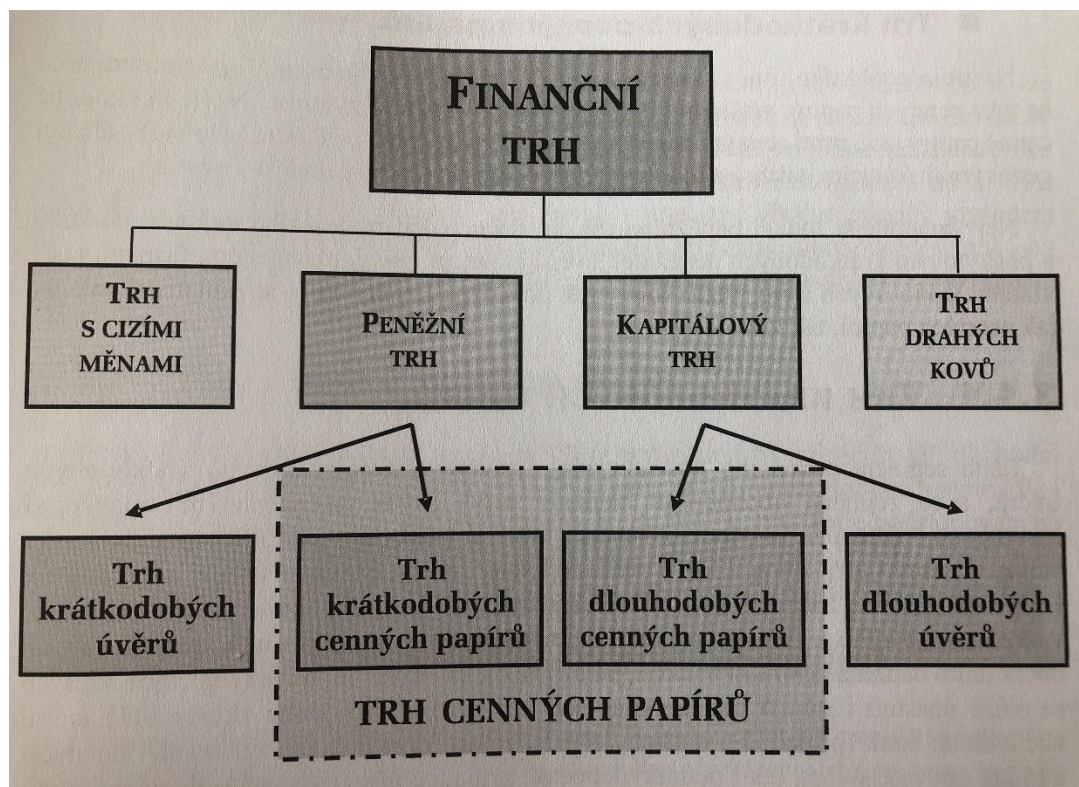 FINANČNÍ
TRH
TRH
S CIZÍMI
MĚNAMI
PENĚŽNÍ
TRH
KAPITÁLOVÝ
TRH
TRH
DRAHÝCH
KOVŮ
Trh
krátkodobých
úvěrů
Trh
krátkodobých
cenných papírů
Trh
dlouhodobých
cenných papírů
Trh
dlouhodobých
úvěrů
TRH CENNÝCH PAPÍRŮ